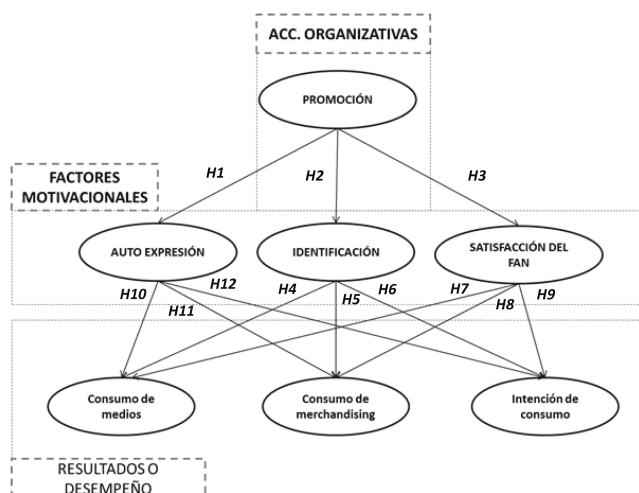 ACC. ORGANIZATIVAS
PROMOCIÓN
H1
H2
H3
FACTORES
MOTIVACIONALES
AUTO EXPRESIÓN
IDENTIFICACIÓN
SATISFACCIÓN DEL
FAN
H10
H11
H12
H4
H5
H6
H7
H8
H9
Consumo de
medios
Consumo de
merchandising
Intención de
consumo
RESULTADOS O
DESEMPEÑO